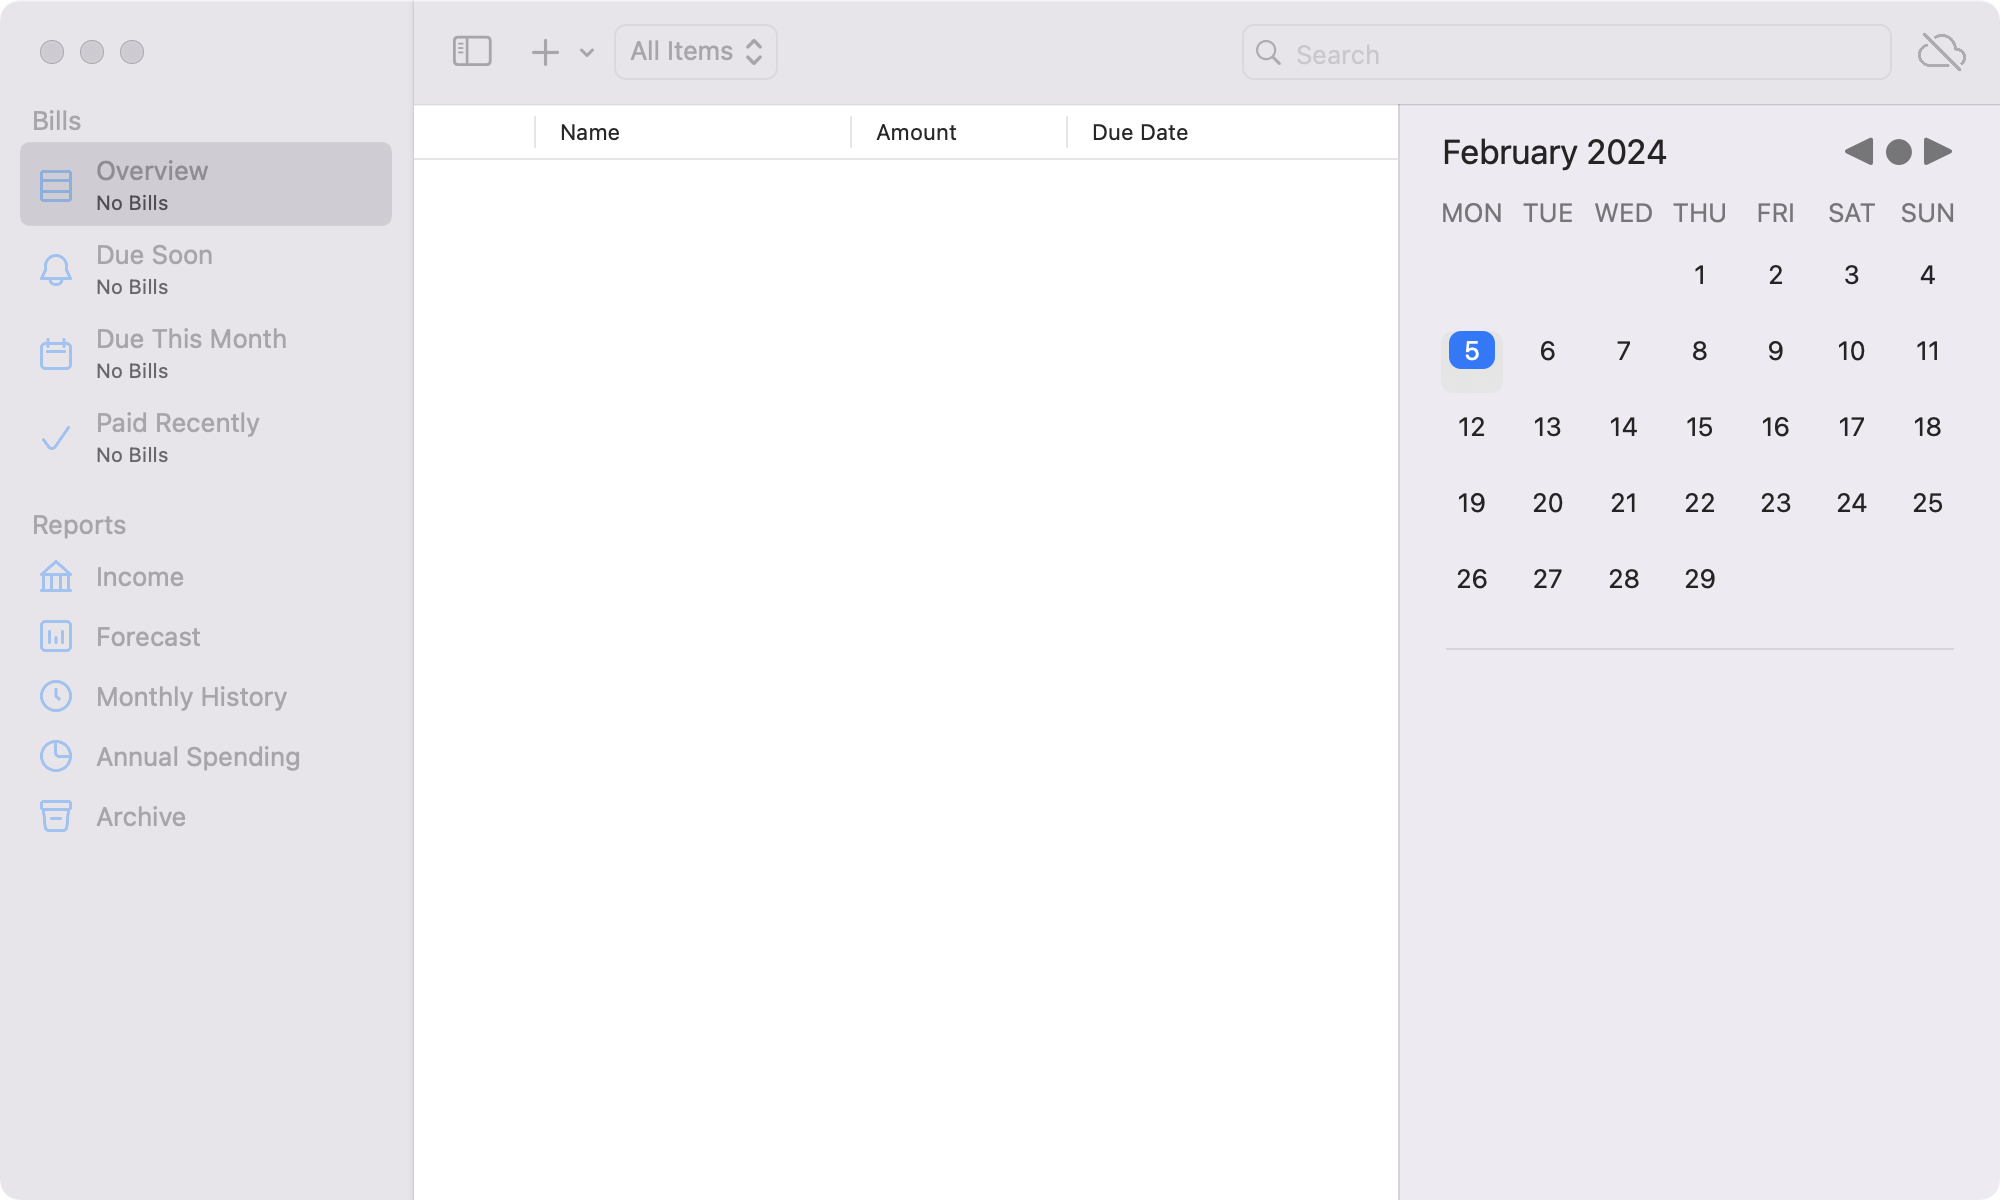 All Items
Search
Bills
Overview
No Bills
Due Soon
No Bills
Due This Month
No Bills
Paid Recently
No Bills
Reports
Income
Forecast
Monthly History
Annual Spending
Archive
Name Amount Due Date
February 2024
MON TUE WED THU FRI SAT SUN
1 2 3 4
5 6 7 8 9 10 11
12 13 14 15 16 17 18
19 20 21 22 23 24 25
26 27 28 29